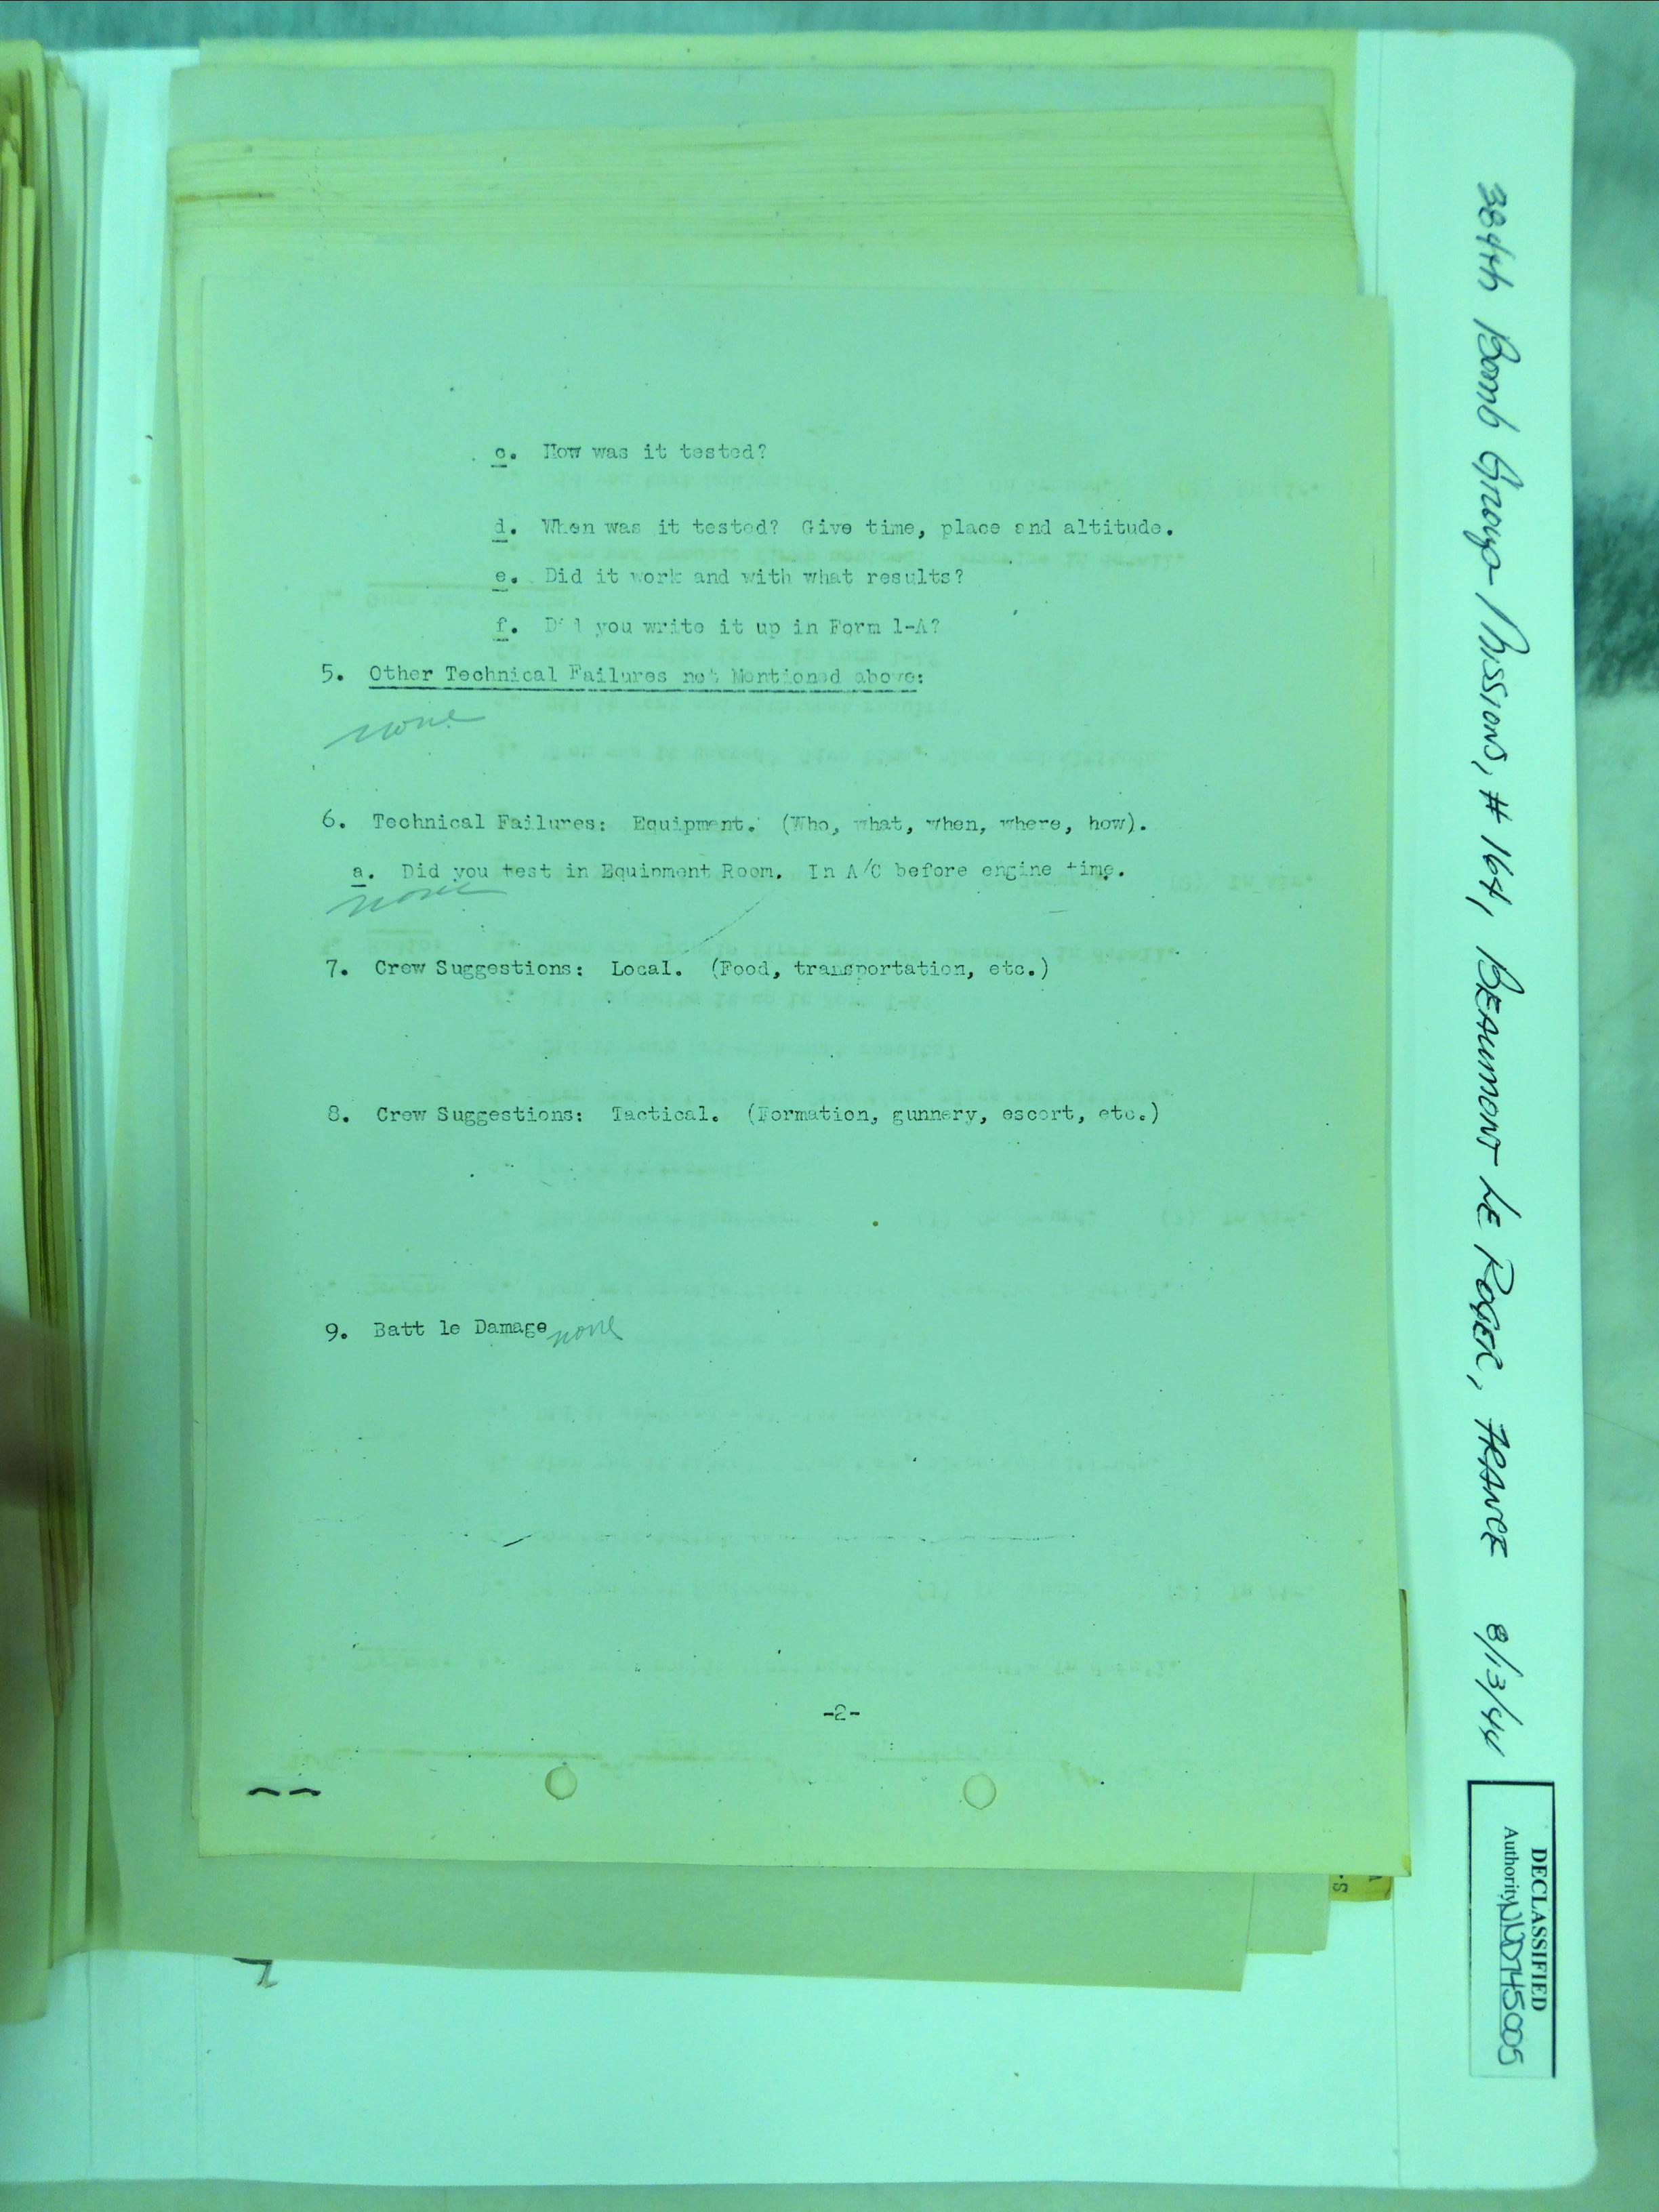 c. How was it tested?
d. When was it tested? Give time, place and altitude.
e. Did it work and with what results?
f. Did you write it up in Form 1-A?
5. Other Technical Failures not Mentioned above:
none
6. Technical Failures: Equipment. (Who, what, when, where, how).
a. Did you test in Equipment Room. In A/C before engine time.
none
7. Crew Suggestions: Local. (Food, transportation, etc.)
8. Crew Suggestions: Tactical. (Formation, gunnery, escort, etc.)
9. Batt le Damage none
-2-
384th Bomb Group Missions, # 164, BEAUMONT LE ROGER, FRANCE 8/13/44
DECLASSIFIED
Authority NND745005